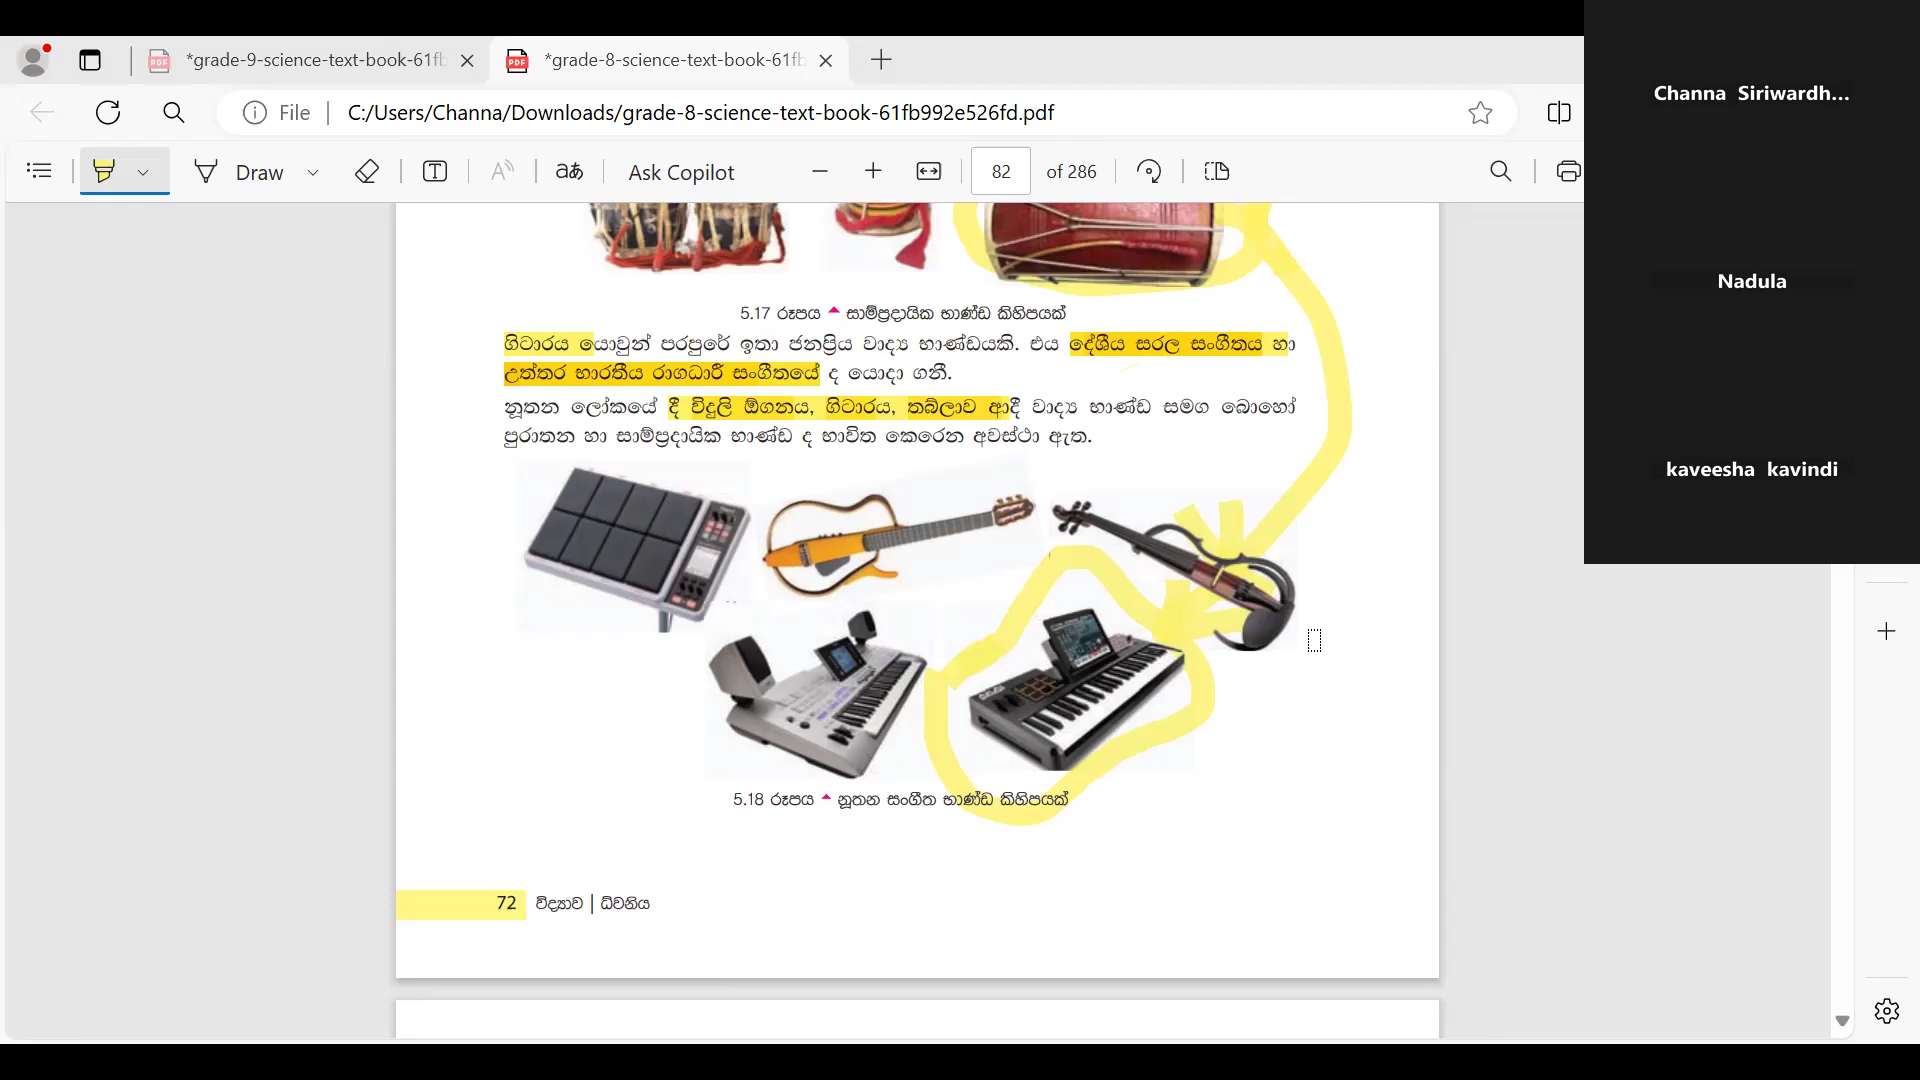 *grade-9-science-text-book-61fb
*grade-8-science-text-book-61fb
File
C:/Users/Channa/Downloads/grade-8-science-text-book-61fb992e526fd.pdf
Draw
aあ
Ask Copilot
82
of 286
Channa Siriwardh...
Nadula
kaveesha kavindi
5.17 රූපය ▲ සාම්ප්‍රදායික භාණ්ඩ කිහිපයක්
ගිටාරය යොවුන් පරපුරේ ඉතා ජනප්‍රිය වාද්‍ය භාණ්ඩයකි. එය දේශීය සරල සංගීතය හා
උත්තර භාරතීය රාගධාරී සංගීතයේ ද යොදා ගනී.
නූතන ලෝකයේ දී විදුලි ඕගනය, ගිටාරය, තබ්ලාව ආදී වාද්‍ය භාණ්ඩ සමග බොහෝ
පුරාතන හා සාම්ප්‍රදායික භාණ්ඩ ද භාවිත කෙරෙන අවස්ථා ඇත.
5.18 රූපය ▲ නූතන සංගීත භාණ්ඩ කිහිපයක්
72 විද්‍යාව | ධ්වනිය